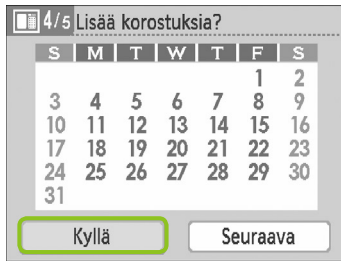 4/5 Lisää korostuksia?
S M T W T F S
1 2
3 4 5 6 7 8 9
10 11 12 13 14 15 16
17 18 19 20 21 22 23
24 25 26 27 28 29 30
31
Kyllä Seuraava